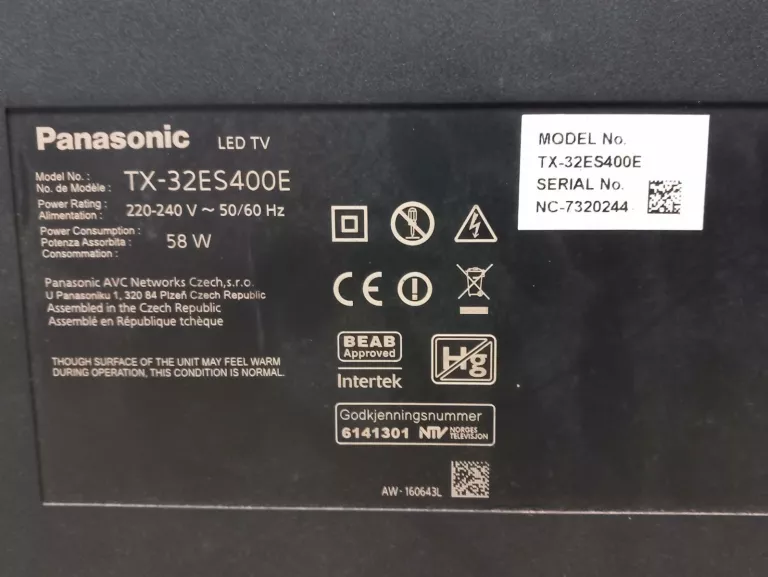 Panasonic LED TV
Model No. :
No. de Modèle : TX-32ES400E
Power Rating :
Alimentation : 220-240 V ~ 50/60 Hz
Power Consumption :
Potenza Assorbita : 58 W
Consommation :
Panasonic AVC Networks Czech,s.r.o.
U Panasoniku 1, 320 84 Plzeň Czech Republic
Assembled in the Czech Republic
Assemblé en République tchèque
THOUGH SURFACE OF THE UNIT MAY FEEL WARM
DURING OPERATION, THIS CONDITION IS NORMAL.
CE
BEAB
Approved
Intertek
Hg
Godkjenningsnummer
6141301 NTV NORGES
TELEVISJON
AW-160643L
MODEL No.
TX-32ES400E
SERIAL No.
NC-7320244